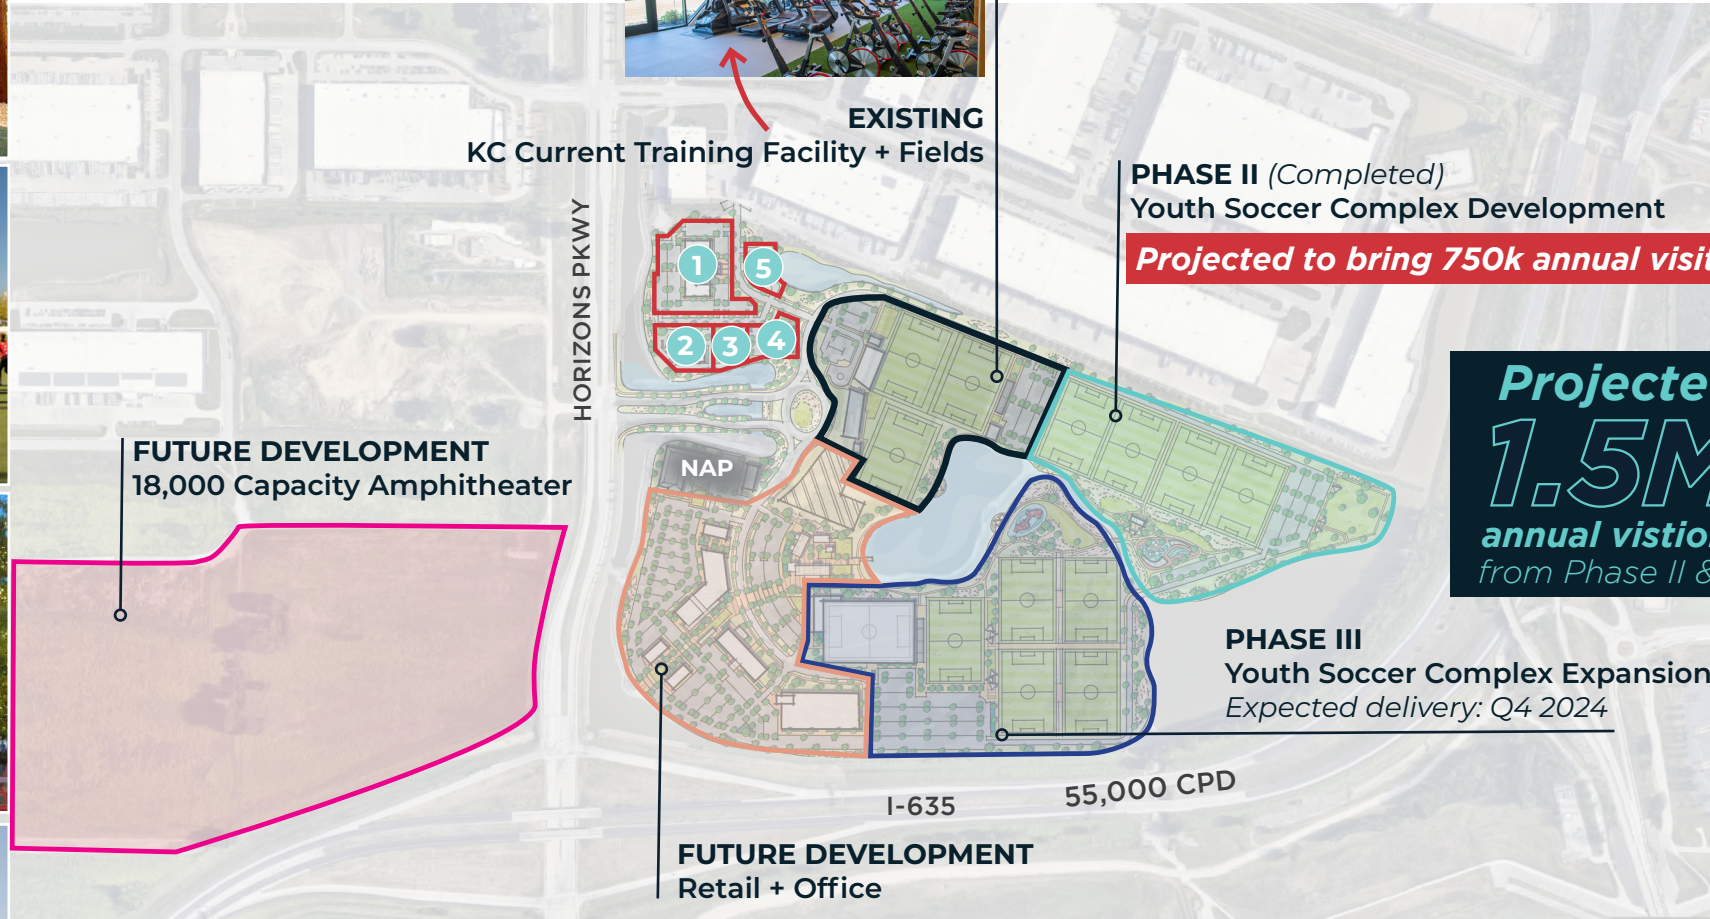 EXISTING
KC Current Training Facility + Fields
PHASE II (Completed)
Youth Soccer Complex Development
Projected to bring 750k annual visit
HORIZONS PKWY
1
5
2
3
4
Projecte
1.5M
annual vistio
from Phase II &
FUTURE DEVELOPMENT
18,000 Capacity Amphitheater
NAP
PHASE III
Youth Soccer Complex Expansion
Expected delivery: Q4 2024
I-635
55,000 CPD
FUTURE DEVELOPMENT
Retail + Office